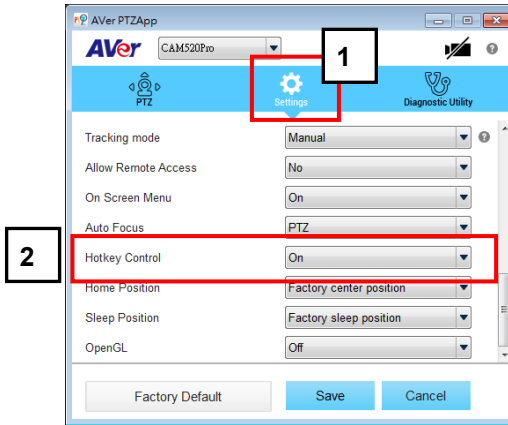 AVer PTZApp
AVer CAM520Pro
1
PTZ
Settings
Diagnostic Utility
Tracking mode Manual
Allow Remote Access No
On Screen Menu On
Auto Focus PTZ
2
Hotkey Control On
Home Position Factory center position
Sleep Position Factory sleep position
OpenGL Off
Factory Default Save Cancel